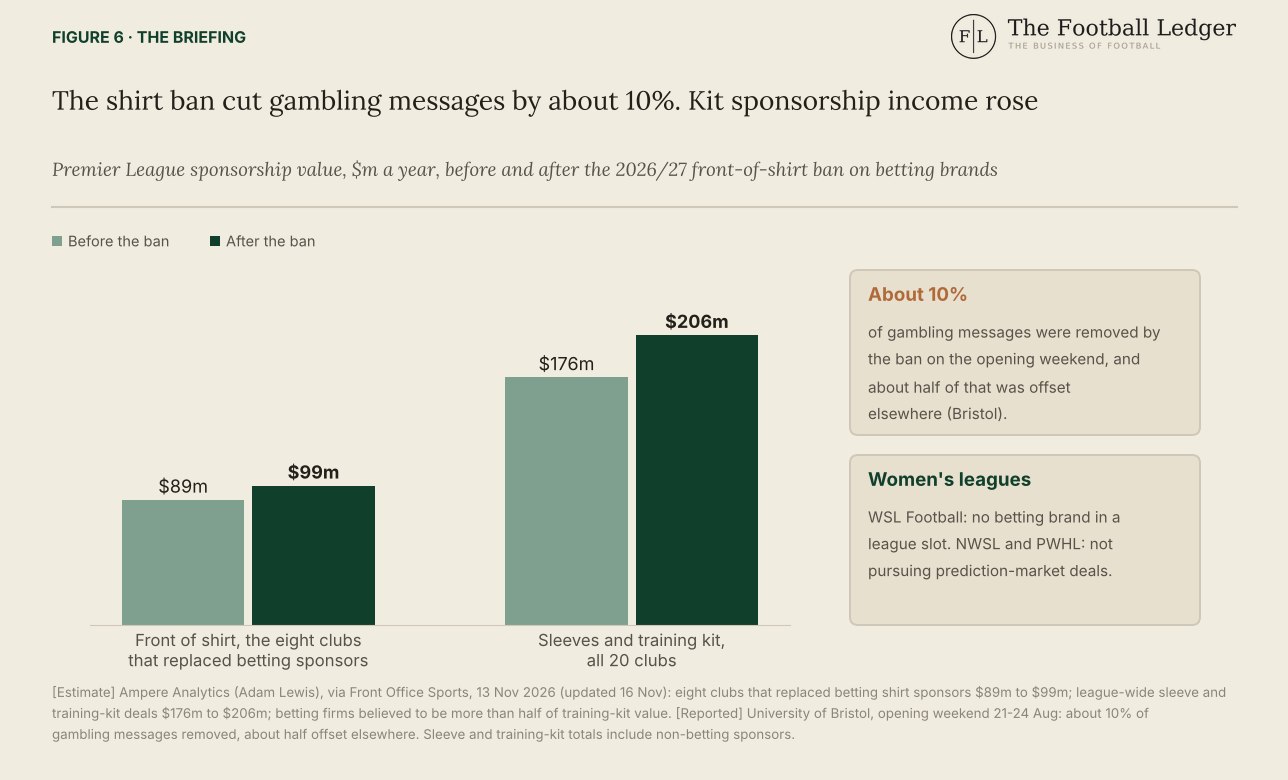 FIGURE 6 · THE BRIEFING
F L
The Football Ledger
THE BUSINESS OF FOOTBALL
The shirt ban cut gambling messages by about 10%. Kit sponsorship income rose
Premier League sponsorship value, $m a year, before and after the 2026/27 front-of-shirt ban on betting brands
Before the ban
After the ban
$89m
$99m
$176m
$206m
Front of shirt, the eight clubs
that replaced betting sponsors
Sleeves and training kit,
all 20 clubs
About 10%
of gambling messages were removed by
the ban on the opening weekend, and
about half of that was offset
elsewhere (Bristol).
Women's leagues
WSL Football: no betting brand in a
league slot. NWSL and PWHL: not
pursuing prediction-market deals.
[Estimate] Ampere Analytics (Adam Lewis), via Front Office Sports, 13 Nov 2026 (updated 16 Nov): eight clubs that replaced betting shirt sponsors $89m to $99m; league-wide sleeve and
training-kit deals $176m to $206m; betting firms believed to be more than half of training-kit value. [Reported] University of Bristol, opening weekend 21-24 Aug: about 10% of
gambling messages removed, about half offset elsewhere. Sleeve and training-kit totals include non-betting sponsors.